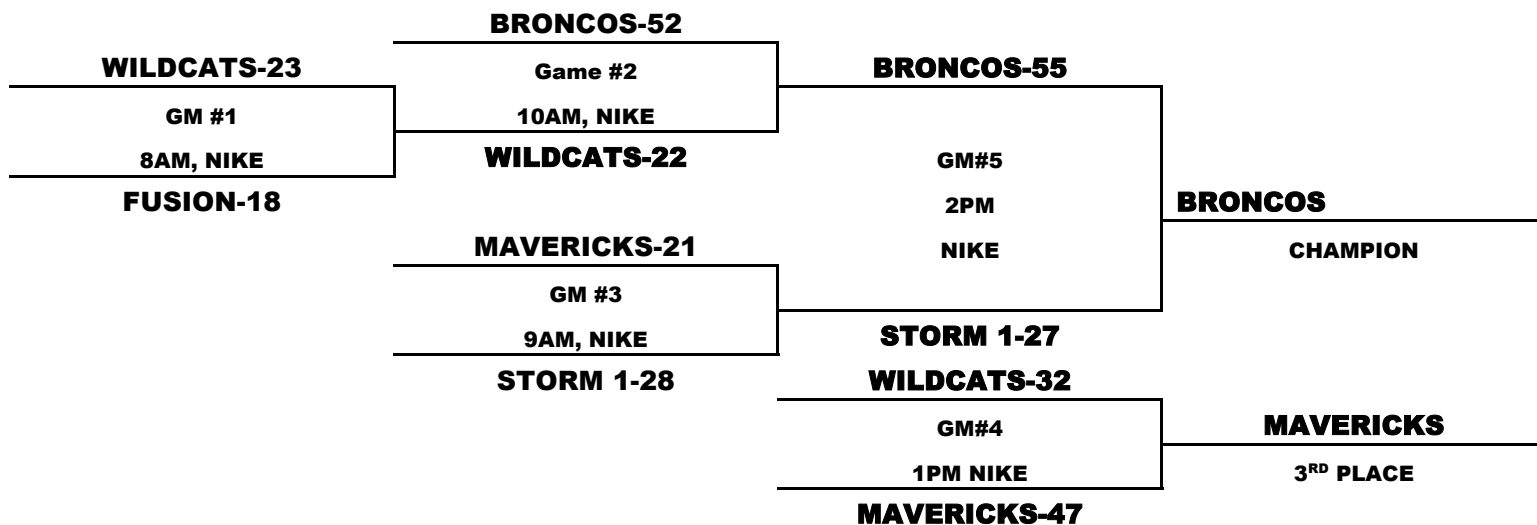 BRONCOS-52
WILDCATS-23
Game #2
BRONCOS-55
GM #1
10AM, NIKE
8AM, NIKE
WILDCATS-22
GM#5
FUSION-18
2PM
BRONCOS
MAVERICKS-21
NIKE
CHAMPION
GM #3
9AM, NIKE
STORM 1-27
STORM 1-28
WILDCATS-32
GM#4
MAVERICKS
1PM NIKE
3RD PLACE
MAVERICKS-47